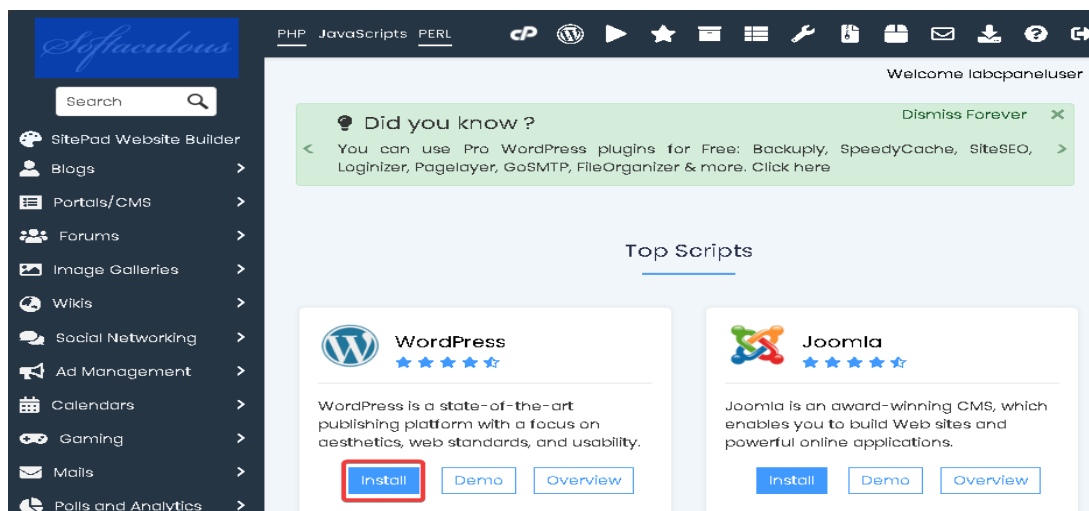 Softaculous
PHP JavaScripts PERL
Welcome labcpaneluser
Search
SitePad Website Builder
Blogs
Portals/CMS
Forums
Image Galleries
Wikis
Social Networking
Ad Management
Calendars
Gaming
Mails
Polls and Analytics
Did you know ?
Dismiss Forever
You can use Pro WordPress plugins for Free: Backuply, SpeedyCache, SiteSEO,
Loginizer, Pagelayer, GoSMTP, FileOrganizer & more. Click here
Top Scripts
WordPress
WordPress is a state-of-the-art
publishing platform with a focus on
aesthetics, web standards, and usability.
Install Demo Overview
Joomla
Joomla is an award-winning CMS, which
enables you to build Web sites and
powerful online applications.
Install Demo Overview